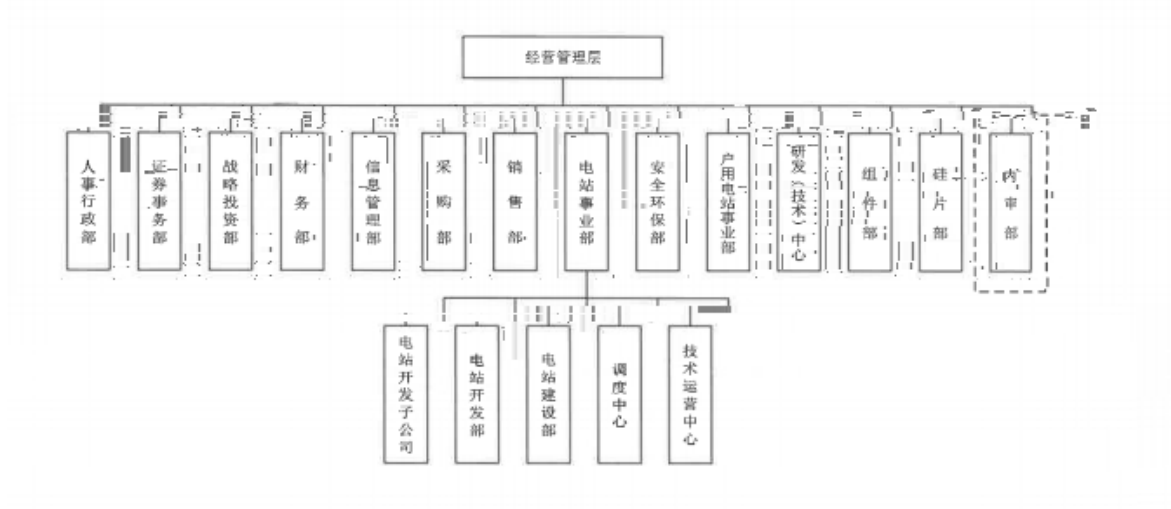 经营管理层
人事行政部
证券事务部
战略投资部
财务部
信息管理部
采购部
销售部
电站事业部
安全环保部
户用电站事业部
研发（技术）中心
组件部
硅片部
内审部
电站开发子公司
电站开发部
电站建设部
调度中心
技术运营中心